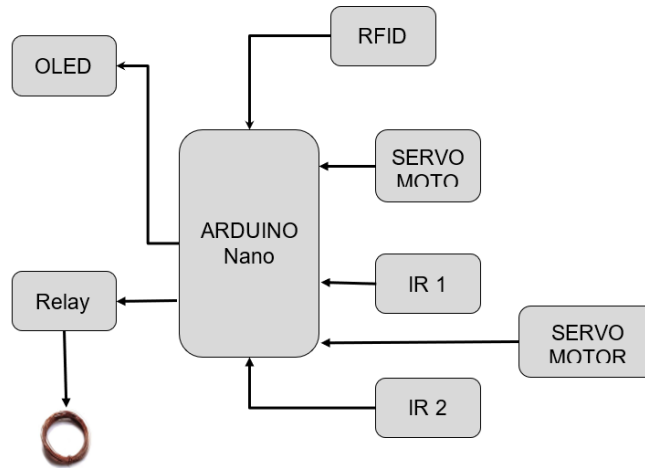 RFID
OLED
SERVO
MOTO
ARDUINO
Nano
IR 1
Relay
SERVO
MOTOR
IR 2